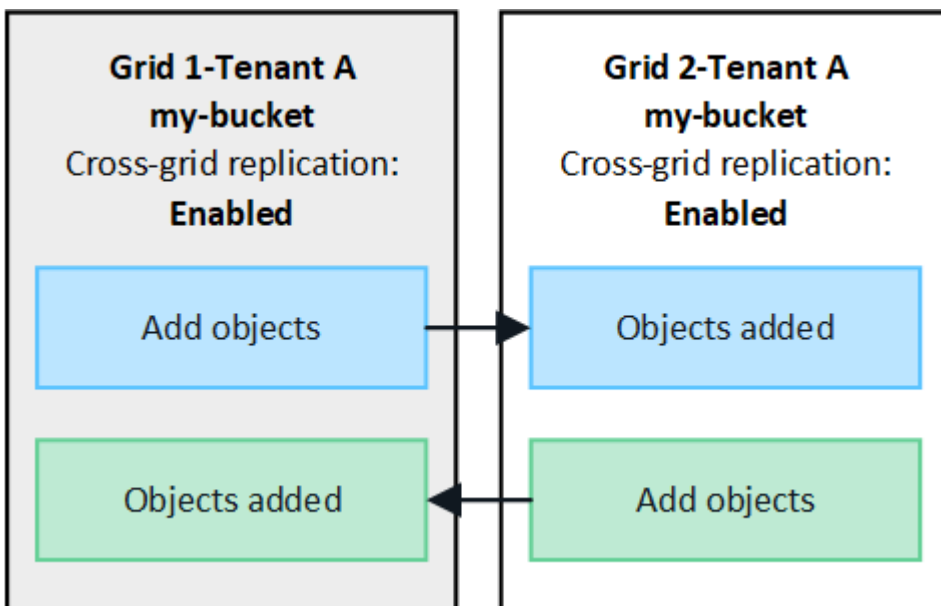 Grid 1-Tenant A
my-bucket
Cross-grid replication:
Enabled
Add objects
Objects added
Grid 2-Tenant A
my-bucket
Cross-grid replication:
Enabled
Objects added
Add objects